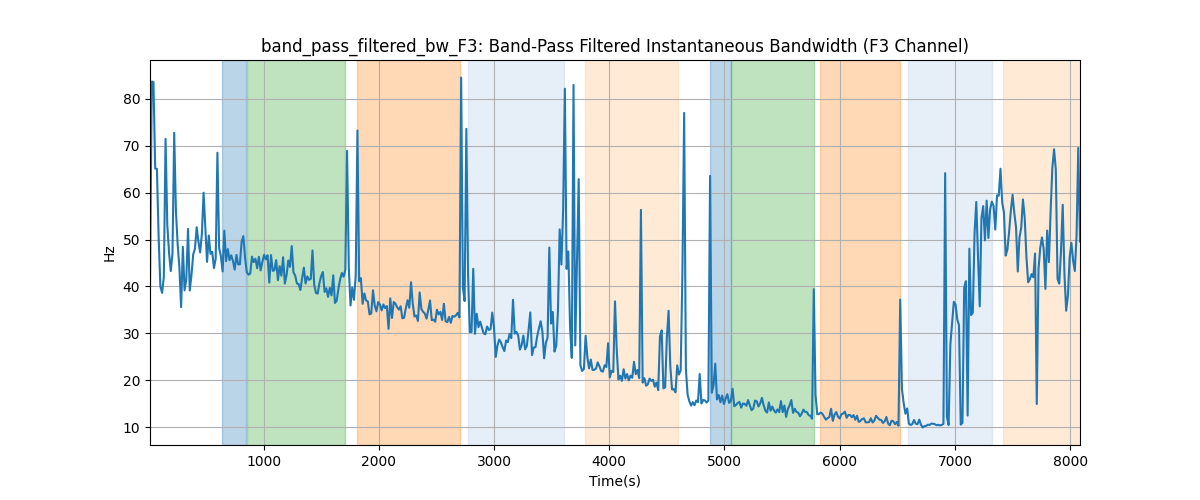 band_pass_filtered_bw_F3: Band-Pass Filtered Instantaneous Bandwidth (F3 Channel)
80
70
60
50
40
30
20
10
Hz
1000 2000 3000 4000 5000 6000 7000 8000
Time(s)